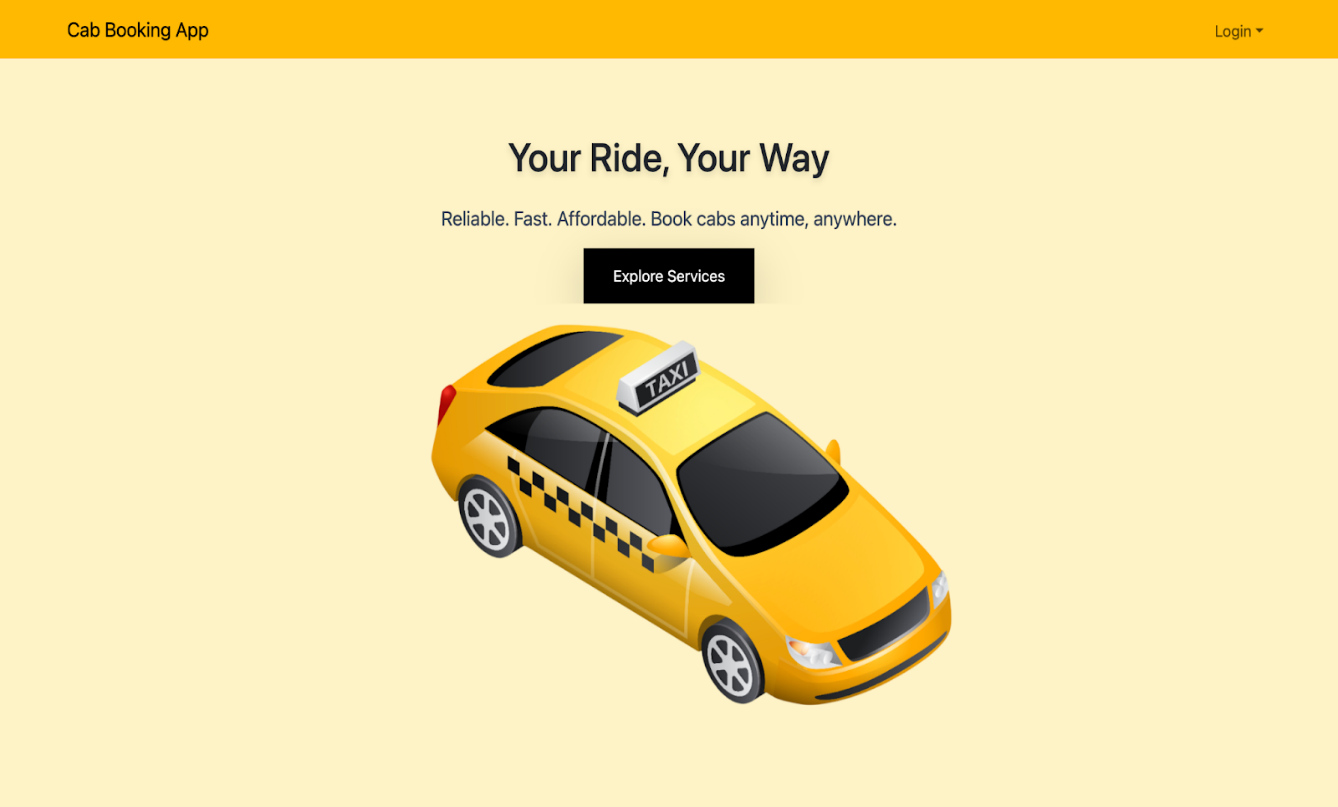 Cab Booking App
Login
Your Ride, Your Way
Reliable. Fast. Affordable. Book cabs anytime, anywhere.
Explore Services
TAXI